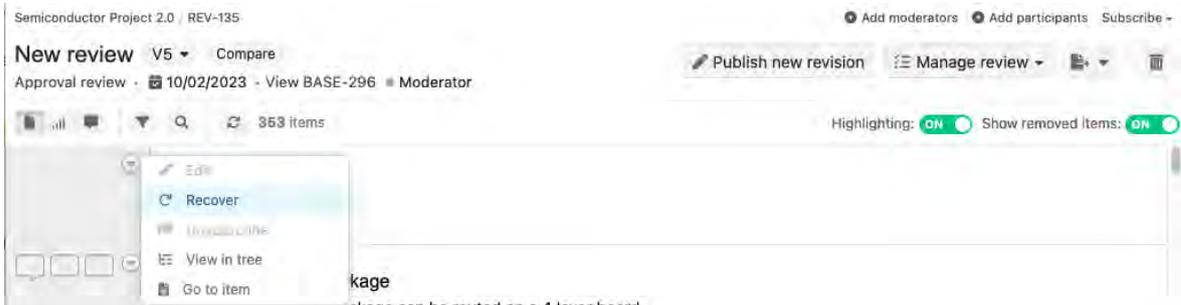 Semiconductor Project 2.0 / REV-135
Add moderators Add participants Subscribe
New review V5 Compare
Publish new revision Manage review
Approval review · 10/02/2023 · View BASE-296 Moderator
353 items
Highlighting: ON Show removed items: ON
Edit
Recover
View in tree
Go to item
kage